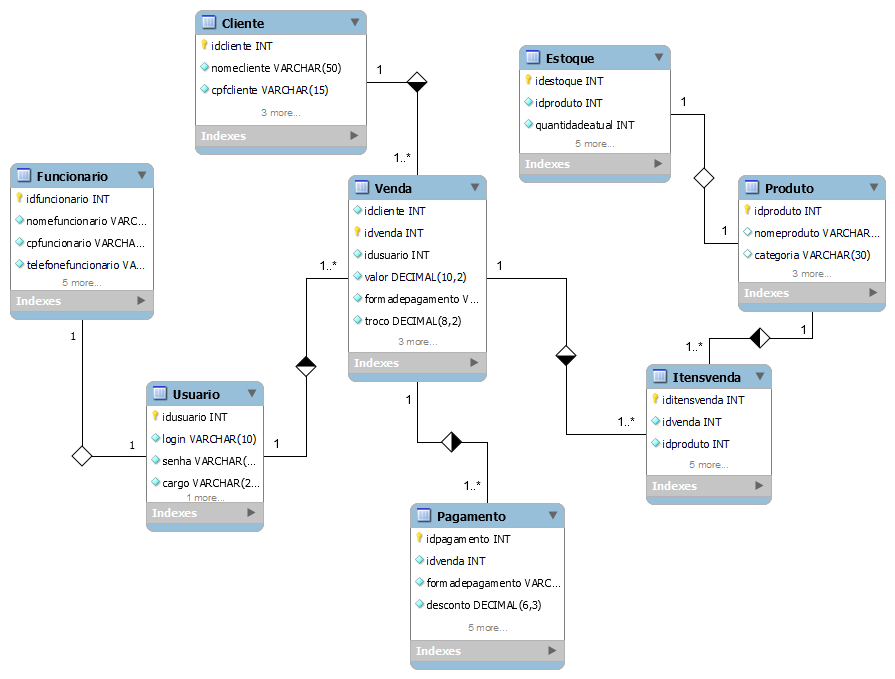 Cliente
idcliente INT
nomecliente VARCHAR(50)
cpfcliente VARCHAR(15)
3 more...
Indexes
1
1..*
Estoque
idestoque INT
idproduto INT
quantidadeatual INT
5 more...
Indexes
1
1
Funcionario
idfuncionario INT
nomefuncionario VARC...
cpfuncionario VARCHA...
telefonefuncionario VA...
5 more...
Indexes
1
1
Venda
idcliente INT
idvenda INT
idusuario INT
valor DECIMAL(10,2)
formadepagamento V...
troco DECIMAL(8,2)
3 more...
Indexes
1..*
1
1
1..*
1
1..*
Produto
idproduto INT
nomeproduto VARCHAR...
categoria VARCHAR(30)
3 more...
Indexes
1
1..*
Usuario
idusuario INT
login VARCHAR(10)
senha VARCHAR(...
cargo VARCHAR(2...
1 more...
Indexes
Itensvenda
iditensvenda INT
idvenda INT
idproduto INT
5 more...
Indexes
Pagamento
idpagamento INT
idvenda INT
formadepagamento VARC...
desconto DECIMAL(6,3)
5 more...
Indexes